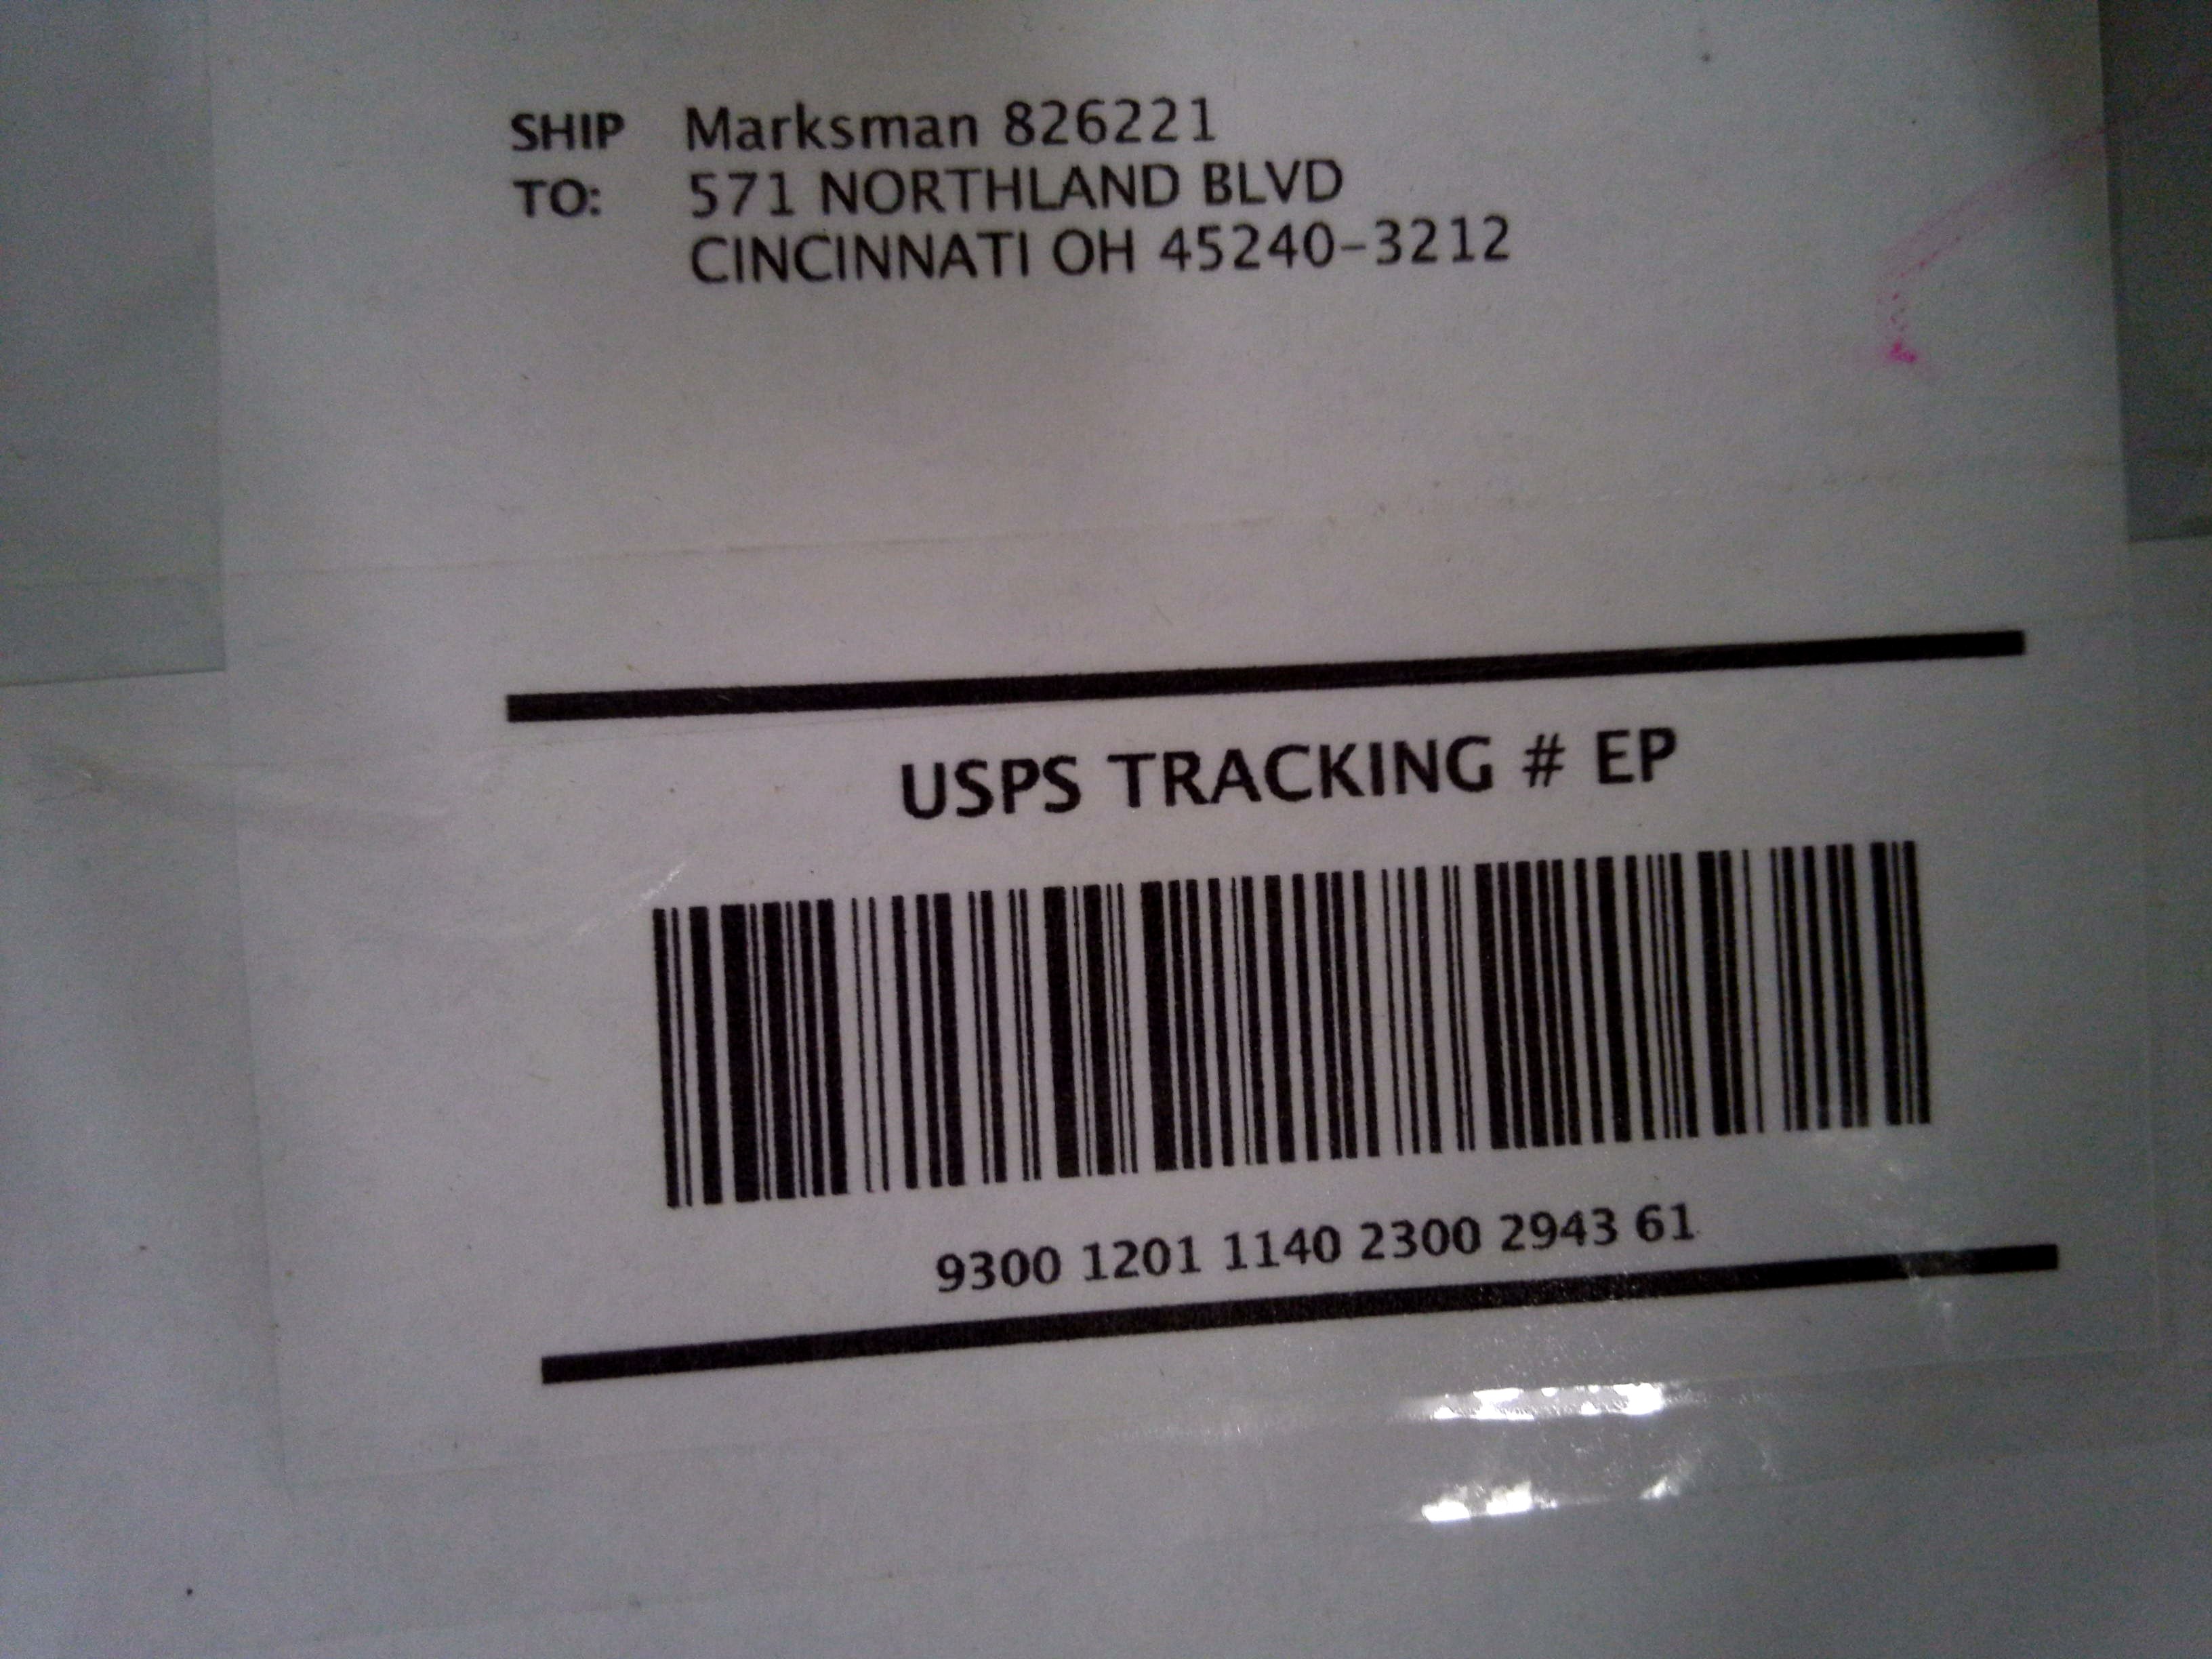 SHIP Marksman 826221
TO: 571 NORTHLAND BLVD
CINCINNATI OH 45240-3212
USPS TRACKING # EP
9300 1201 1140 2300 2943 61